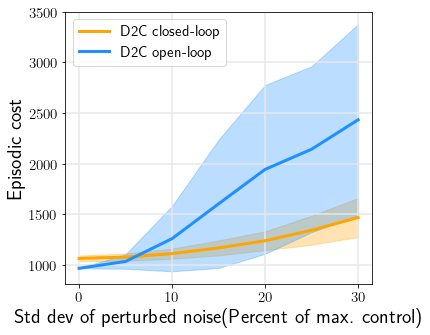 3500
3000
2500
2000
1500
1000
Episodic cost
D2C closed-loop
D2C open-loop
0 10 20 30
Std dev of perturbed noise(Percent of max. control)